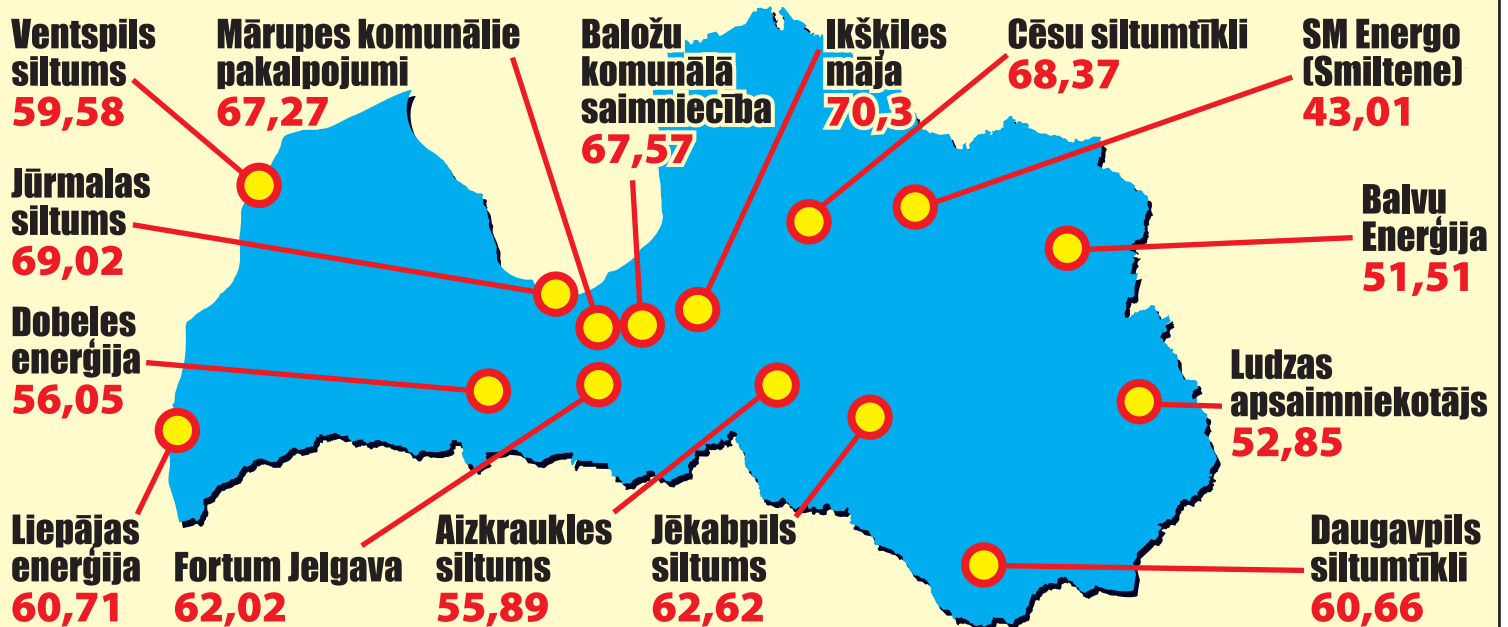 Ventspils
siltums
59,58
Mārupes komunālie
pakalpojumi
67,27
Baložu
komunālā
saimniecība
67,57
Ikšķiles
māja
70,3
Cēsu siltumtīkli
68,37
SM Energo
(Smiltene)
43,01
Jūrmalas
siltums
69,02
Balvu
Enerģija
51,51
Dobeles
enerģija
56,05
Ludzas
apsaimniekotājs
52,85
Liepājas
enerģija
60,71
Fortum Jelgava
62,02
Aizkraukles
siltums
55,89
Jēkabpils
siltums
62,62
Daugavpils
siltumtīkli
60,66